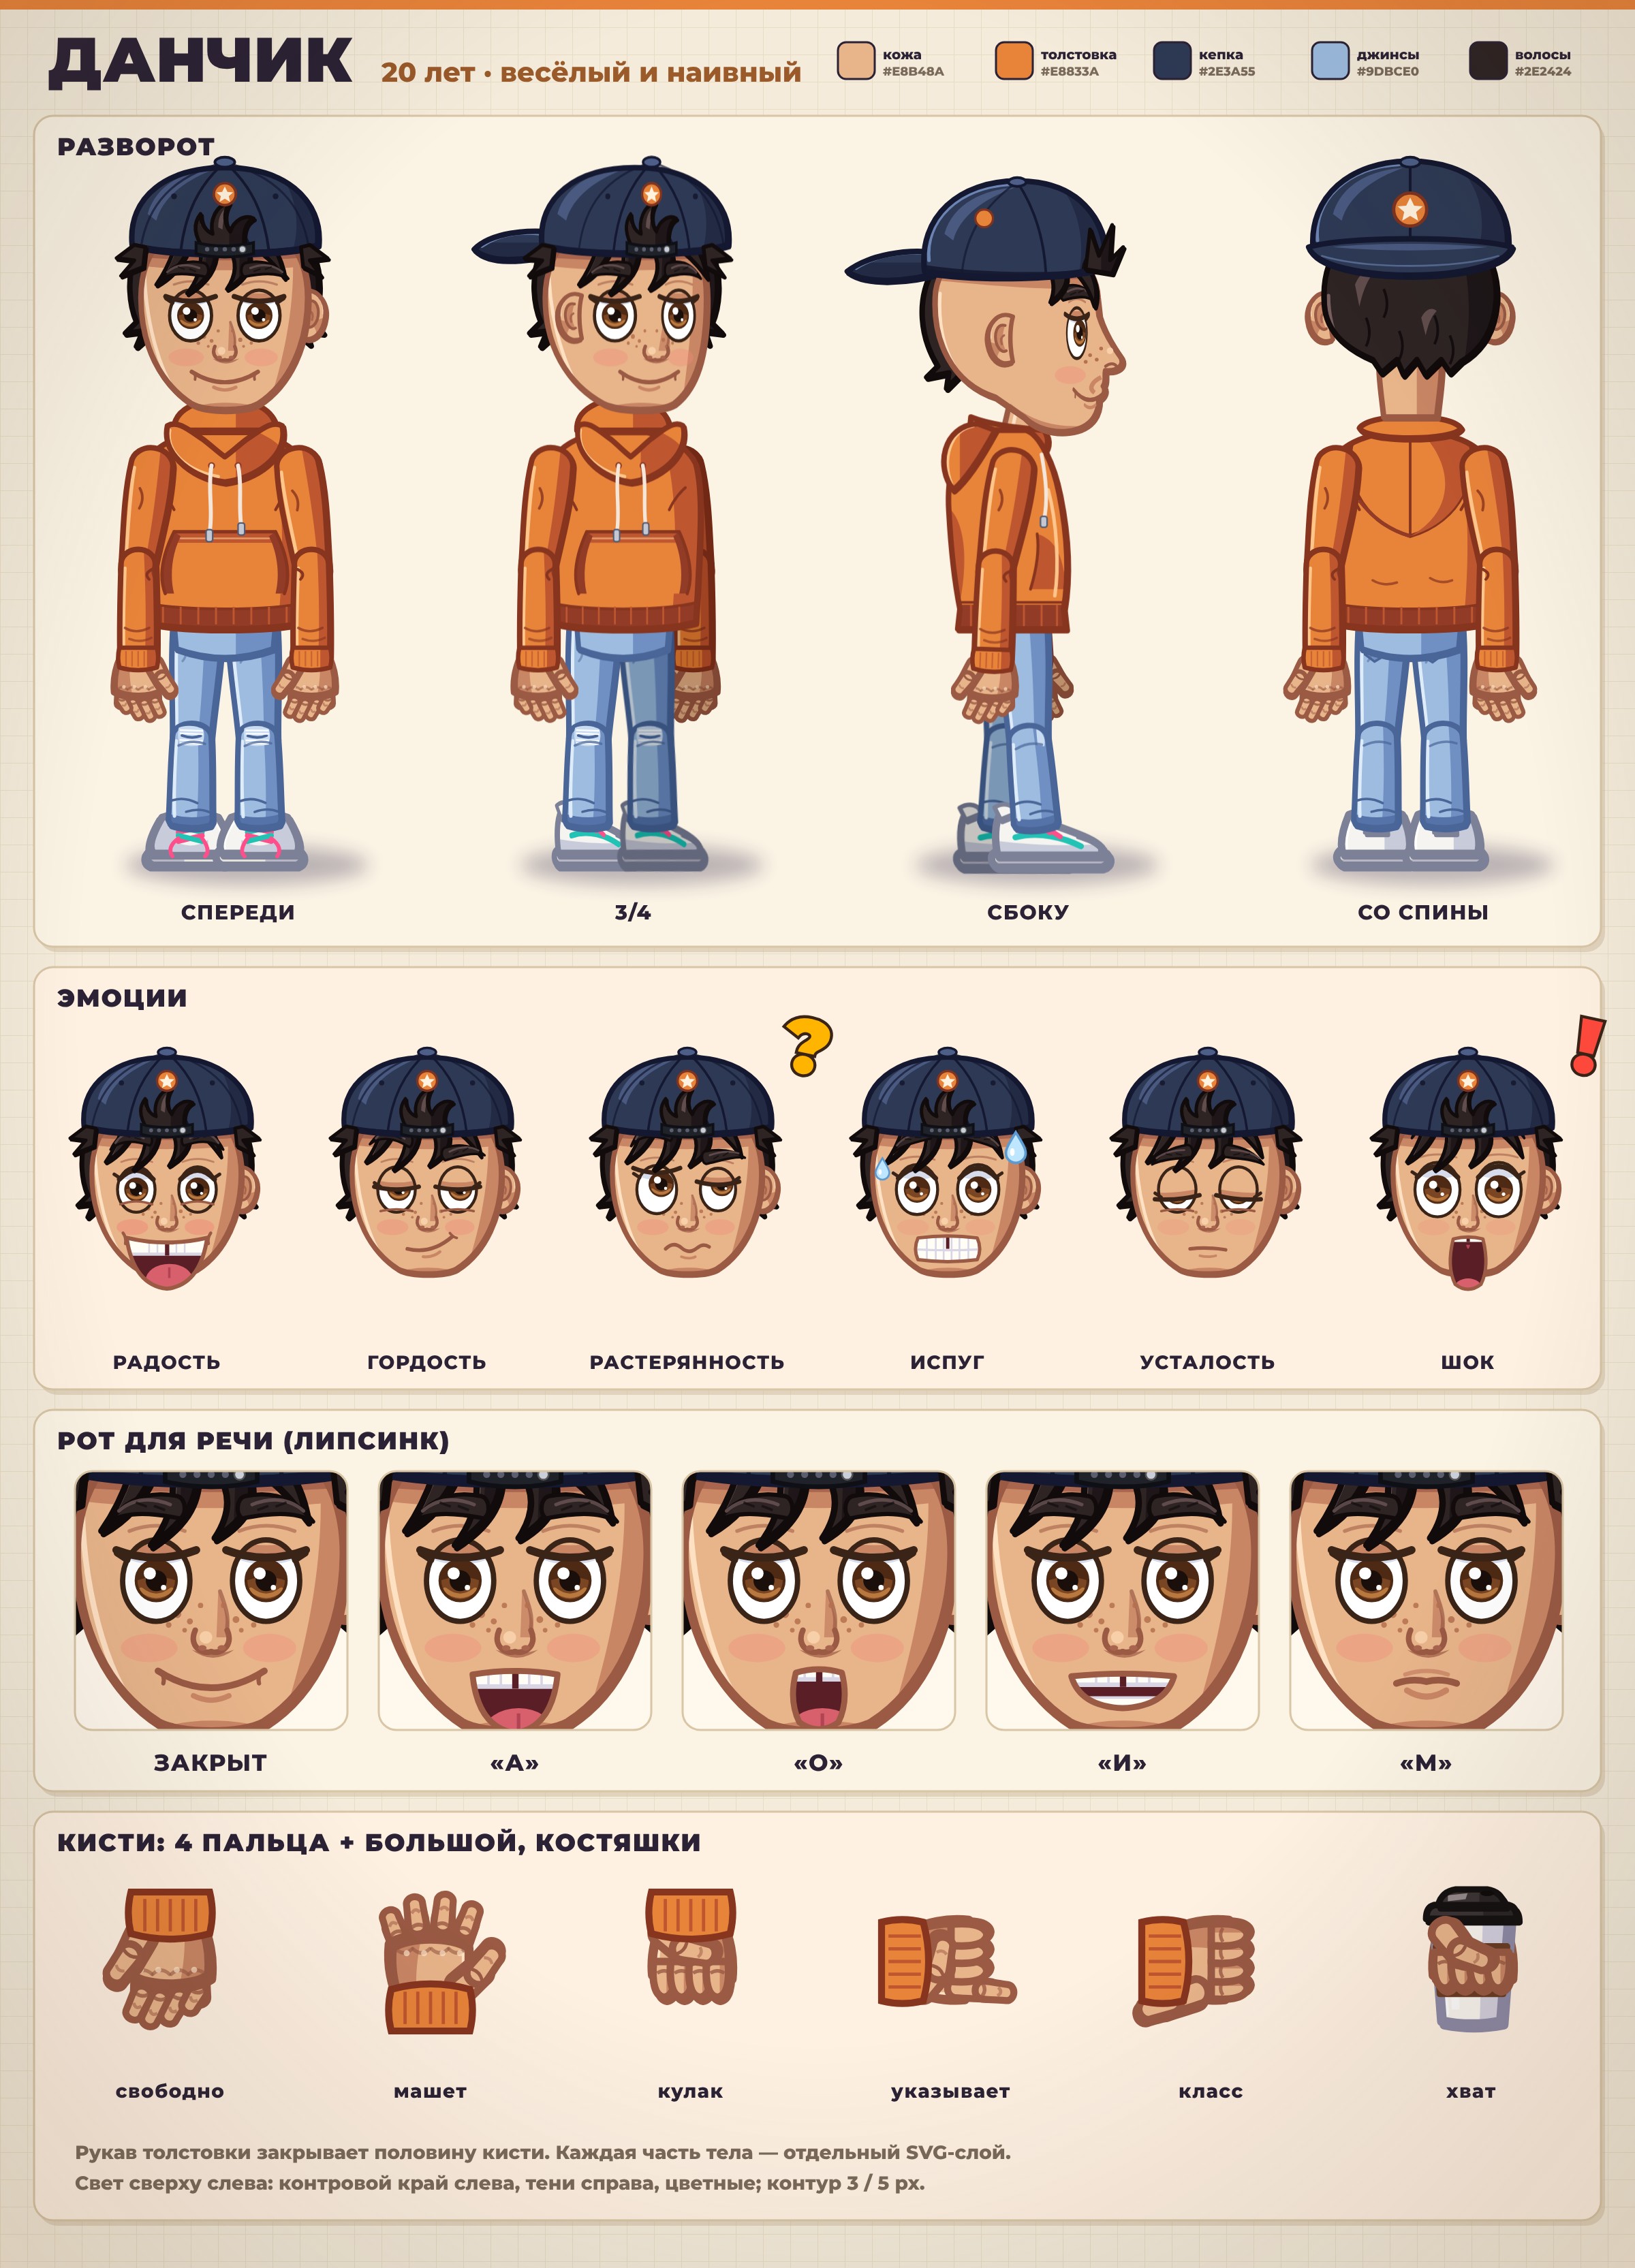 ДАНЧИК
20 лет · весёлый и наивный
кожа
#E8B48A
толстовка
#E8833A
кепка
#2E3A55
джинсы
#9DBCE0
волосы
#2E2424
РАЗВОРОТ
СПЕРЕДИ
3/4
СБОКУ
СО СПИНЫ
ЭМОЦИИ
?
!
РАДОСТЬ
ГОРДОСТЬ
РАСТЕРЯННОСТЬ
ИСПУГ
УСТАЛОСТЬ
ШОК
РОТ ДЛЯ РЕЧИ (ЛИПСИНК)
ЗАКРЫТ
«А»
«О»
«И»
«М»
КИСТИ: 4 ПАЛЬЦА + БОЛЬШОЙ, КОСТЯШКИ
свободно
машет
кулак
указывает
класс
хват
Рукав толстовки закрывает половину кисти. Каждая часть тела — отдельный SVG-слой.
Свет сверху слева: контровой край слева, тени справа, цветные; контур 3 / 5 px.